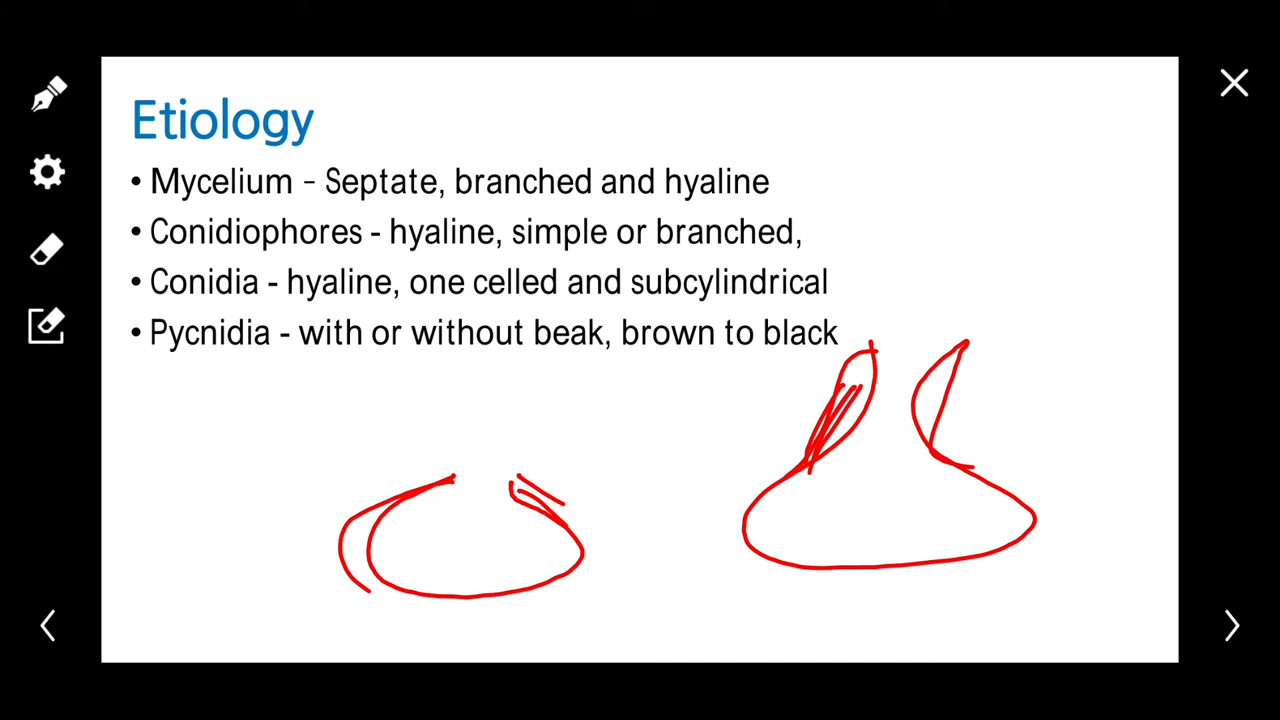 Etiology
• Mycelium - Septate, branched and hyaline
• Conidiophores - hyaline, simple or branched,
• Conidia - hyaline, one celled and subcylindrical
• Pycnidia - with or without beak, brown to black